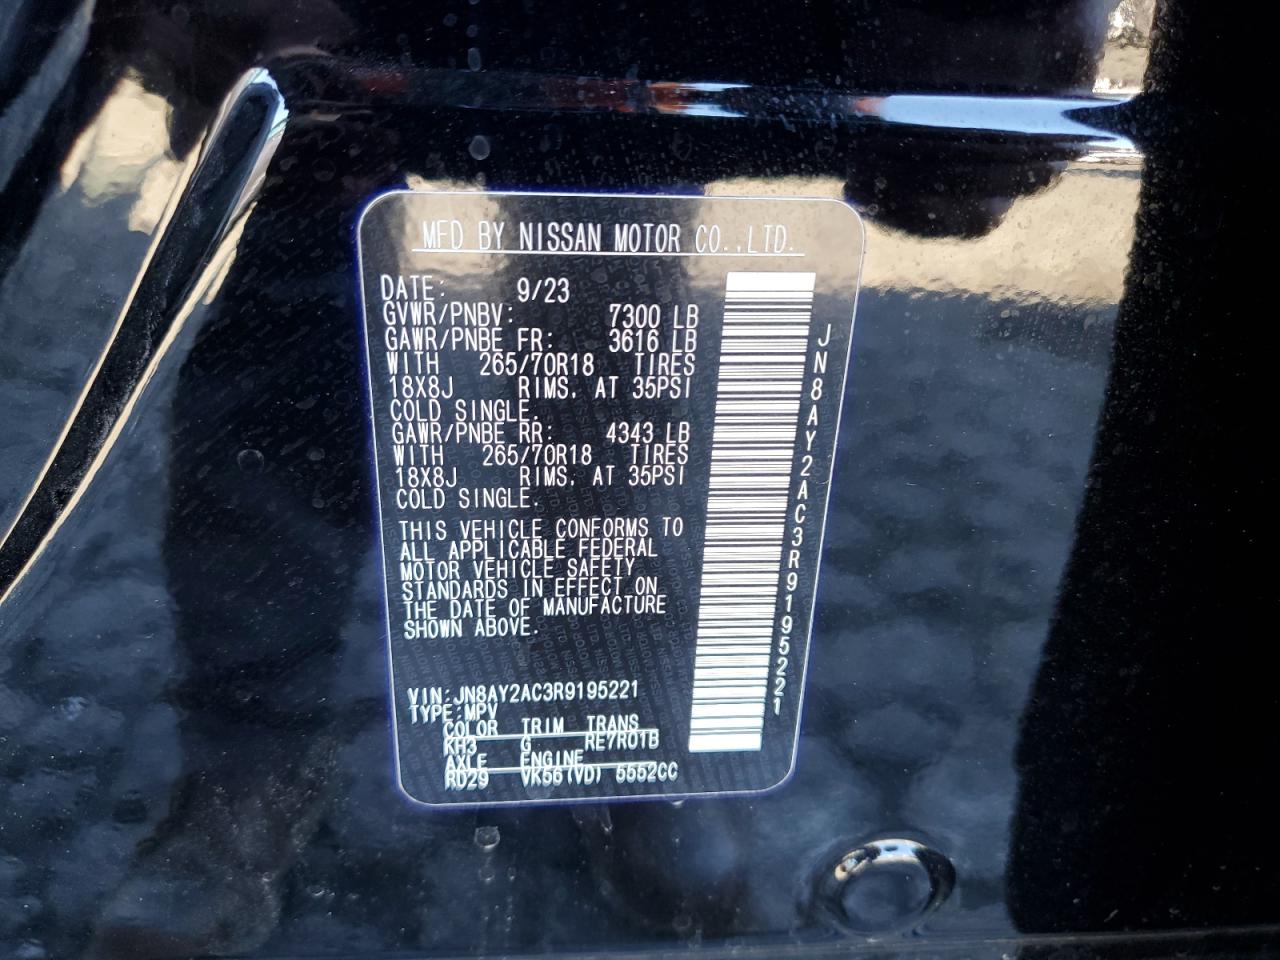 MFD BY NISSAN MOTOR CO.,LTD.
DATE: 9/23
GVWR/PNBV: 7300 LB
GAWR/PNBE FR: 3616 LB
WITH 265/70R18 TIRES
18X8J RIMS. AT 35PSI
COLD SINGLE.
GAWR/PNBE RR: 4343 LB
WITH 265/70R18 TIRES
18X8J RIMS. AT 35PSI
COLD SINGLE.
THIS VEHICLE CONFORMS TO
ALL APPLICABLE FEDERAL
MOTOR VEHICLE SAFETY
STANDARDS IN EFFECT ON
THE DATE OF MANUFACTURE
SHOWN ABOVE.
VIN:JN8AY2AC3R9195221
TYPE:MPV
COLOR TRIM TRANS
KH3 G RE7R01B
AXLE ENGINE
RD29 VK56(VD) 5552CC
JN8AY2AC3R9195221